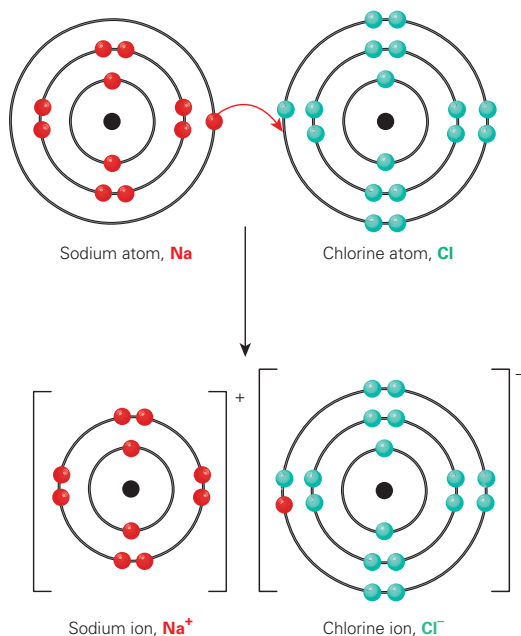 Sodium atom, Na
Chlorine atom, Cl
+
–
Sodium ion, Na⁺
Chlorine ion, Cl⁻